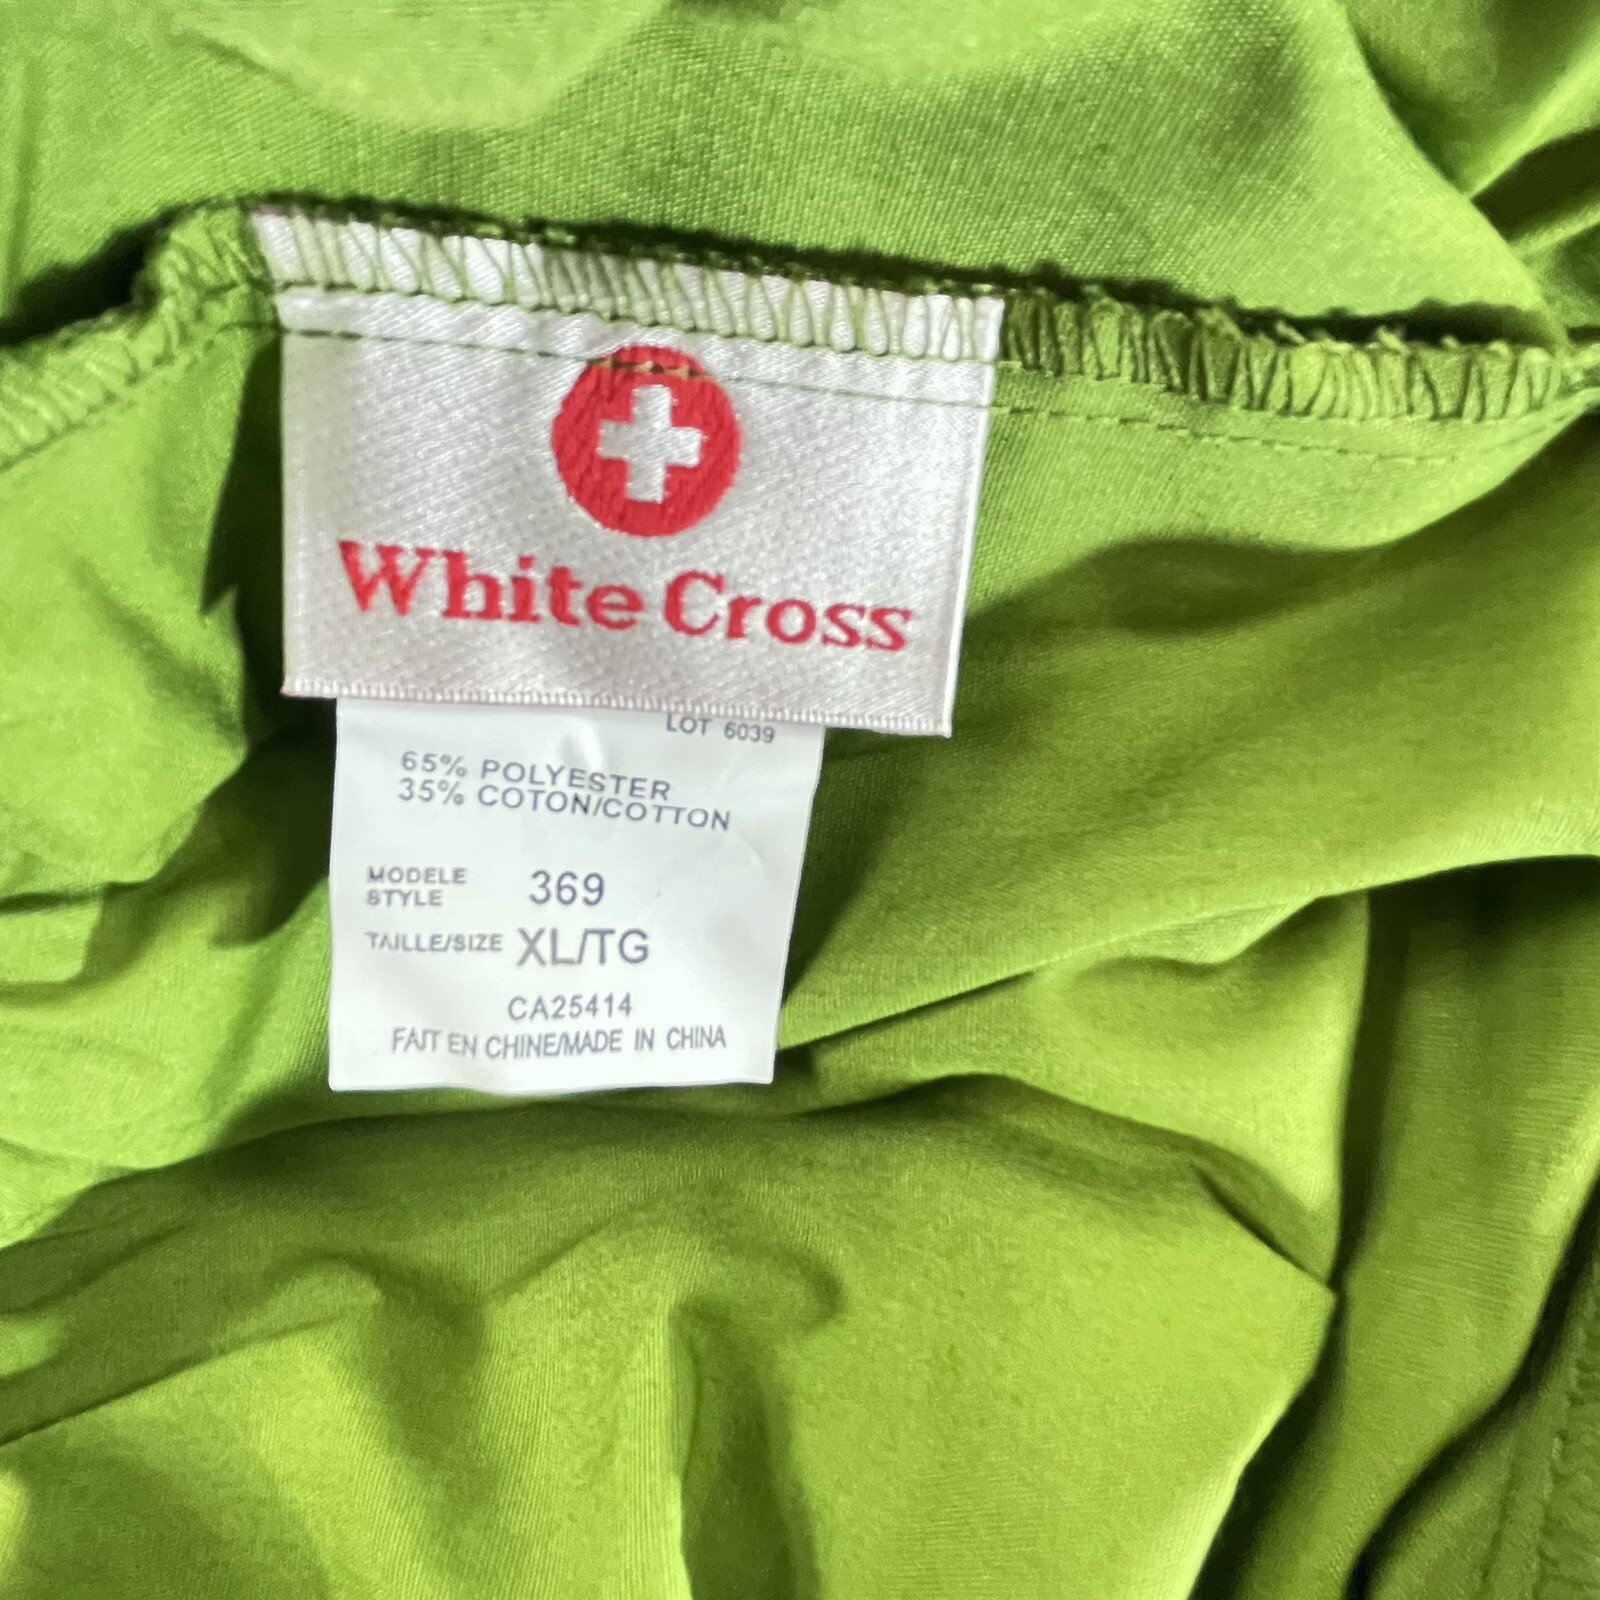 White Cross
LOT 6039
65% POLYESTER
35% COTON/COTTON
MODELE
STYLE 369
TAILLE/SIZE XL/TG
CA25414
FAIT EN CHINE/MADE IN CHINA